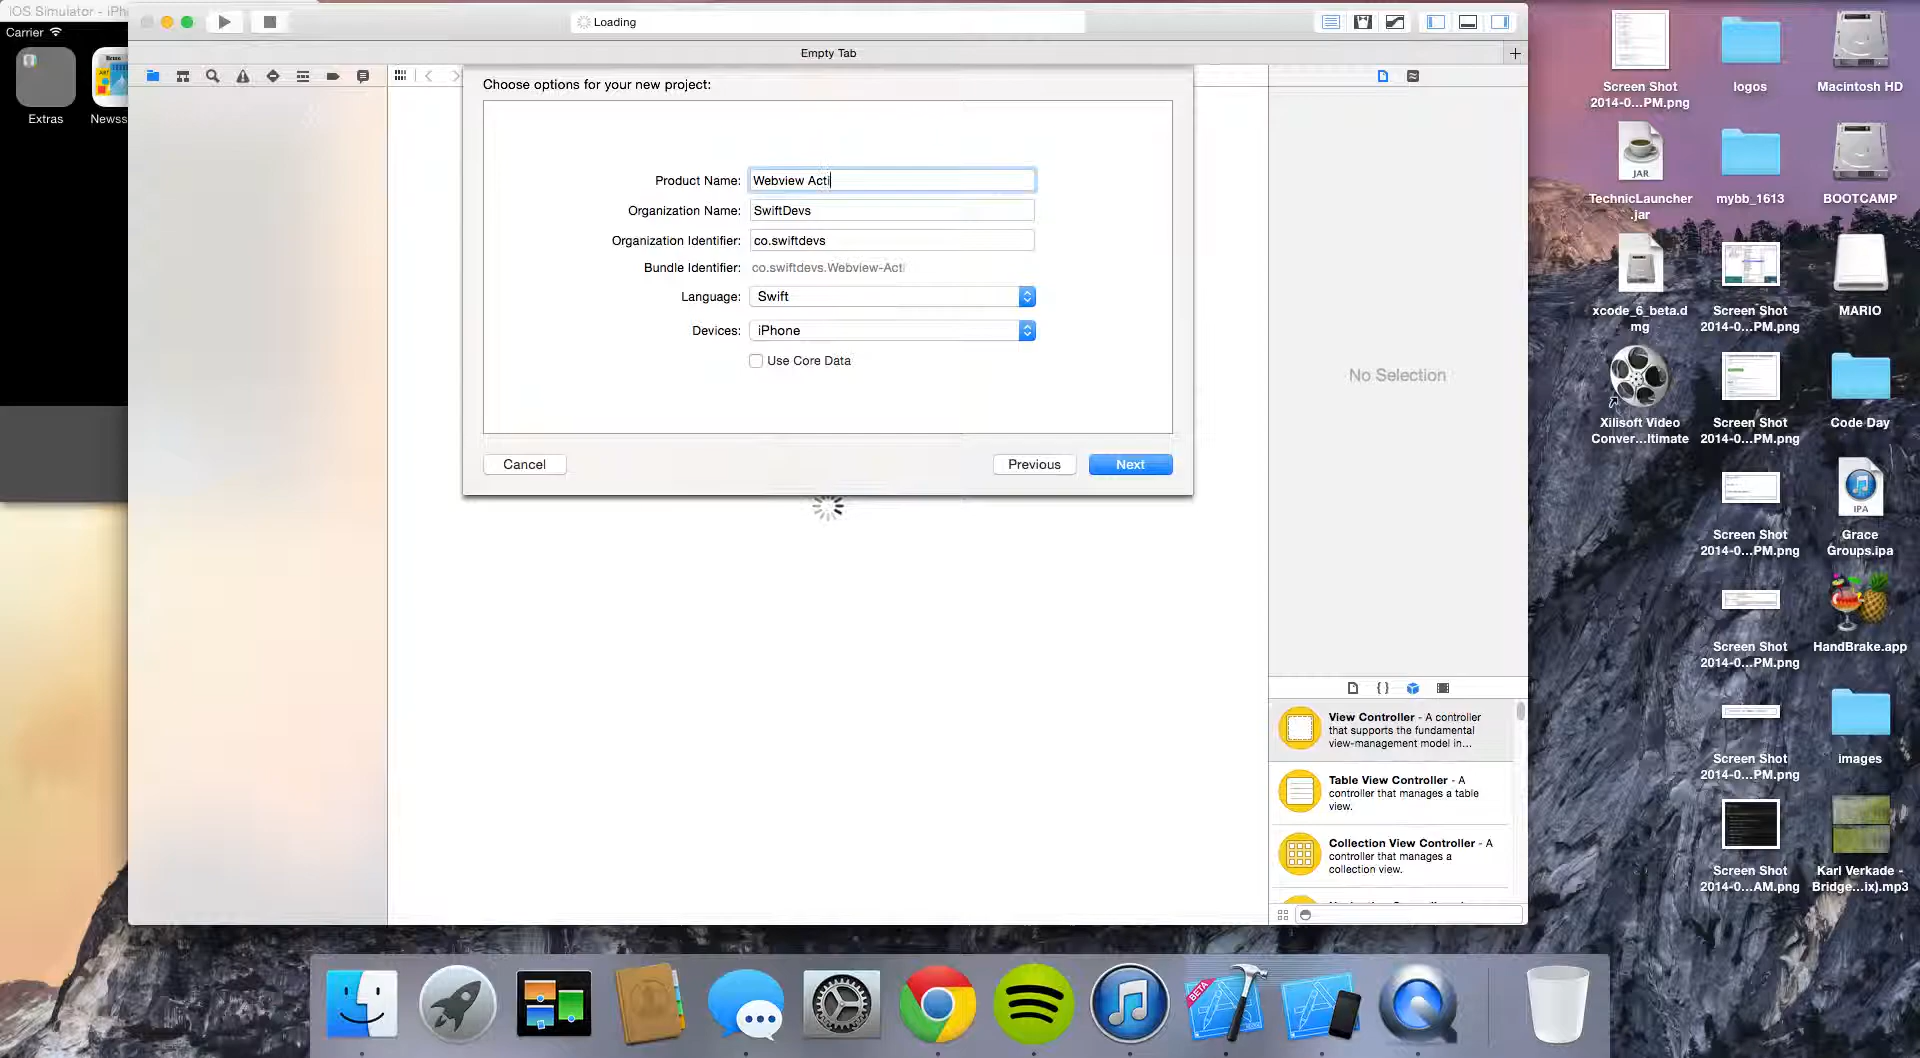 iOS Simulator - iPh
Carrier
Extras
Newss
Loading
Empty Tab
Choose options for your new project:
Product Name: Webview Acti
Organization Name: SwiftDevs
Organization Identifier: co.swiftdevs
Bundle Identifier: co.swiftdevs.Webview-Acti
Language: Swift
Devices: iPhone
Use Core Data
Cancel
Previous
Next
No Selection
View Controller - A controller
that supports the fundamental
view-management model in...
Table View Controller - A
controller that manages a table
view.
Collection View Controller - A
controller that manages a
collection view.
Screen Shot
2014-0...PM.png
logos
Macintosh HD
JAR
TechnicLauncher
.jar
mybb_1613
BOOTCAMP
xcode_6_beta.d
mg
Screen Shot
2014-0...PM.png
MARIO
Xilisoft Video
Conver...ltimate
Screen Shot
2014-0...PM.png
Code Day
Screen Shot
2014-0...PM.png
IPA
Grace
Groups.ipa
Screen Shot
2014-0...PM.png
HandBrake.app
Screen Shot
2014-0...PM.png
images
Screen Shot
2014-0...AM.png
Karl Verkade -
Bridge...ix).mp3
BETA